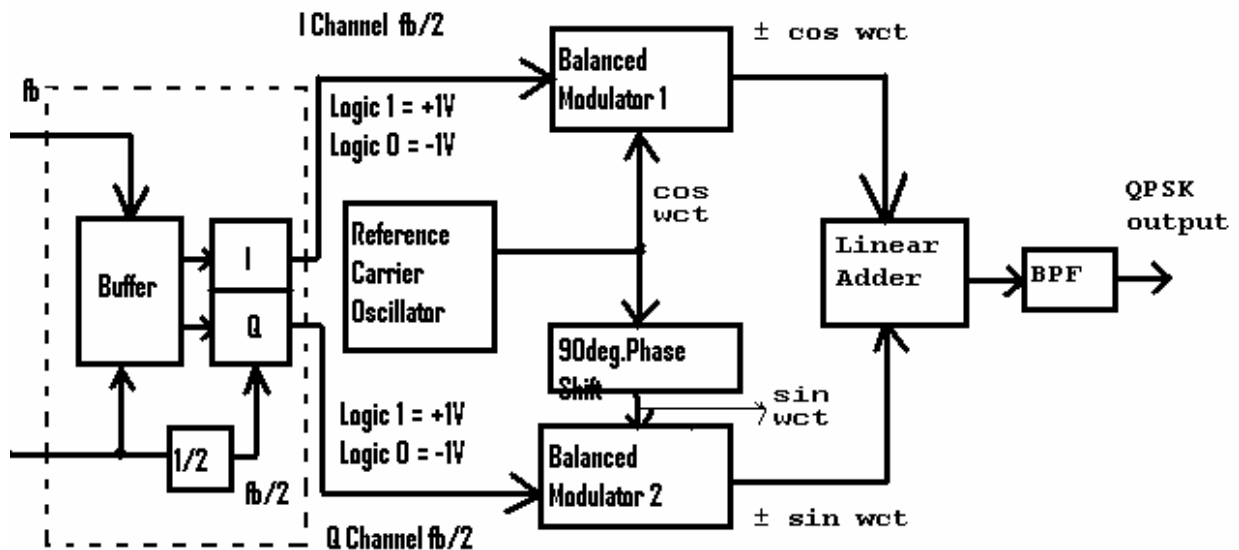 I Channel fb/2
± cos wct
fb
Balanced
Modulator 1
Logic 1 = +1V
Logic 0 = -1V
cos
wct
QPSK
output
Reference
Carrier
Oscillator
I
Buffer
Q
Linear
Adder
BPF
90deg.Phase
Shift
sin
wct
Logic 1 = +1V
Logic 0 = -1V
1/2
fb/2
Balanced
Modulator 2
± sin wct
Q Channel fb/2